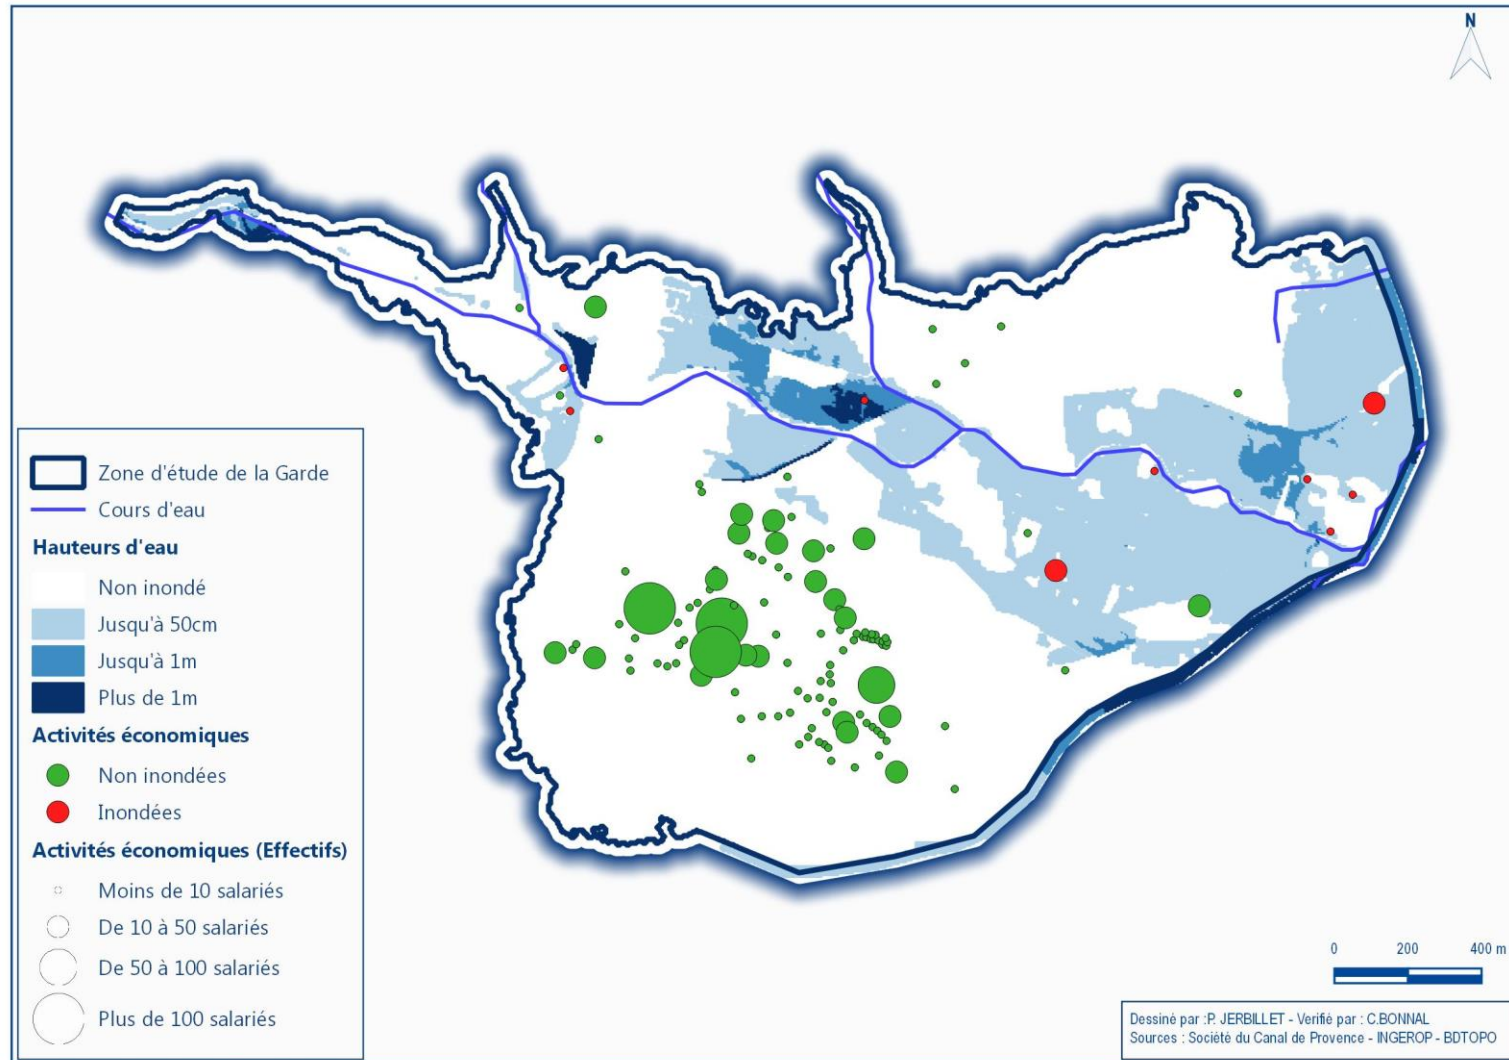 N
Zone d'étude de la Garde
Cours d'eau
Hauteurs d'eau
Non inondé
Jusqu'à 50cm
Jusqu'à 1m
Plus de 1m
Activités économiques
Non inondées
Inondées
Activités économiques (Effectifs)
Moins de 10 salariés
De 10 à 50 salariés
De 50 à 100 salariés
Plus de 100 salariés
0 200 400 m
Dessiné par :P. JERBILLET - Verifié par : C.BONNAL
Sources : Société du Canal de Provence - INGEROP - BDTOPO